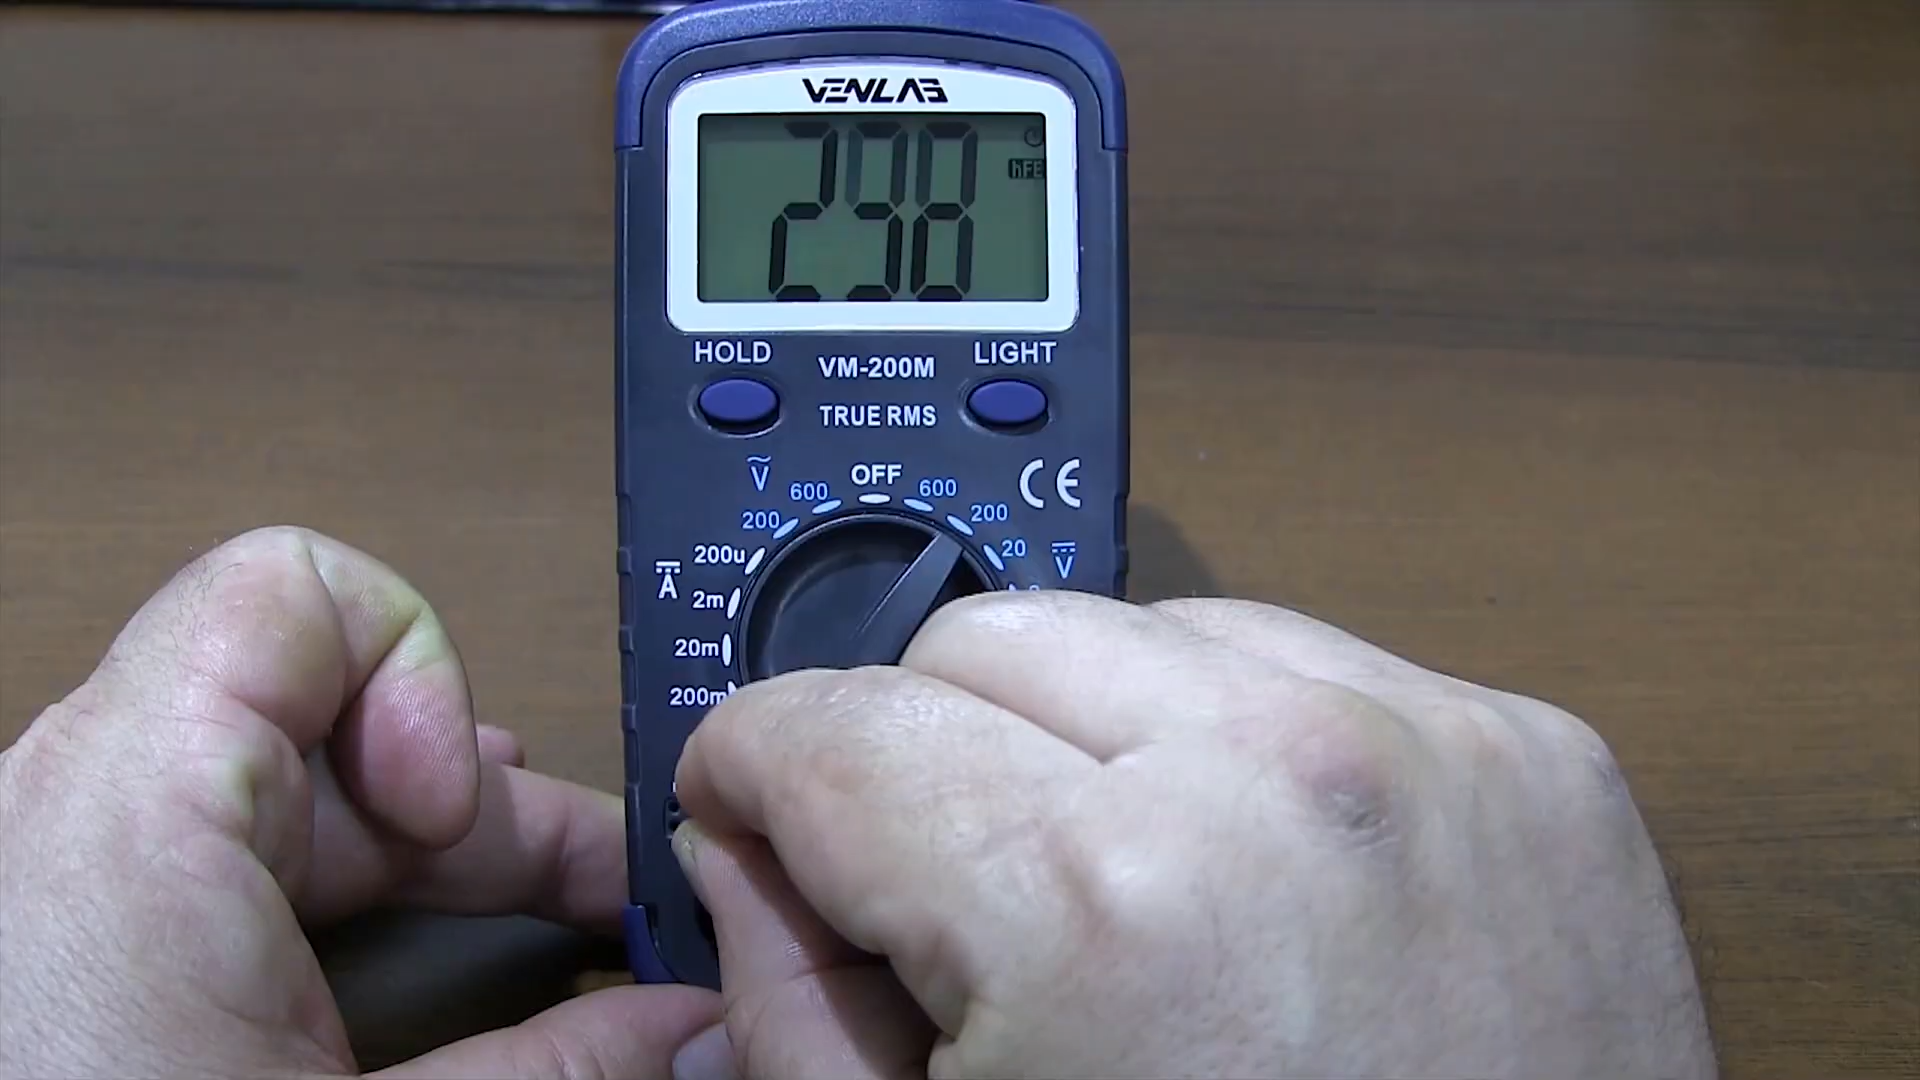 VENLAB
298
hFE
HOLD
LIGHT
VM-200M
TRUE RMS
V
OFF
CE
600
600
200
200
200u
20
V
A
2m
20m
200m